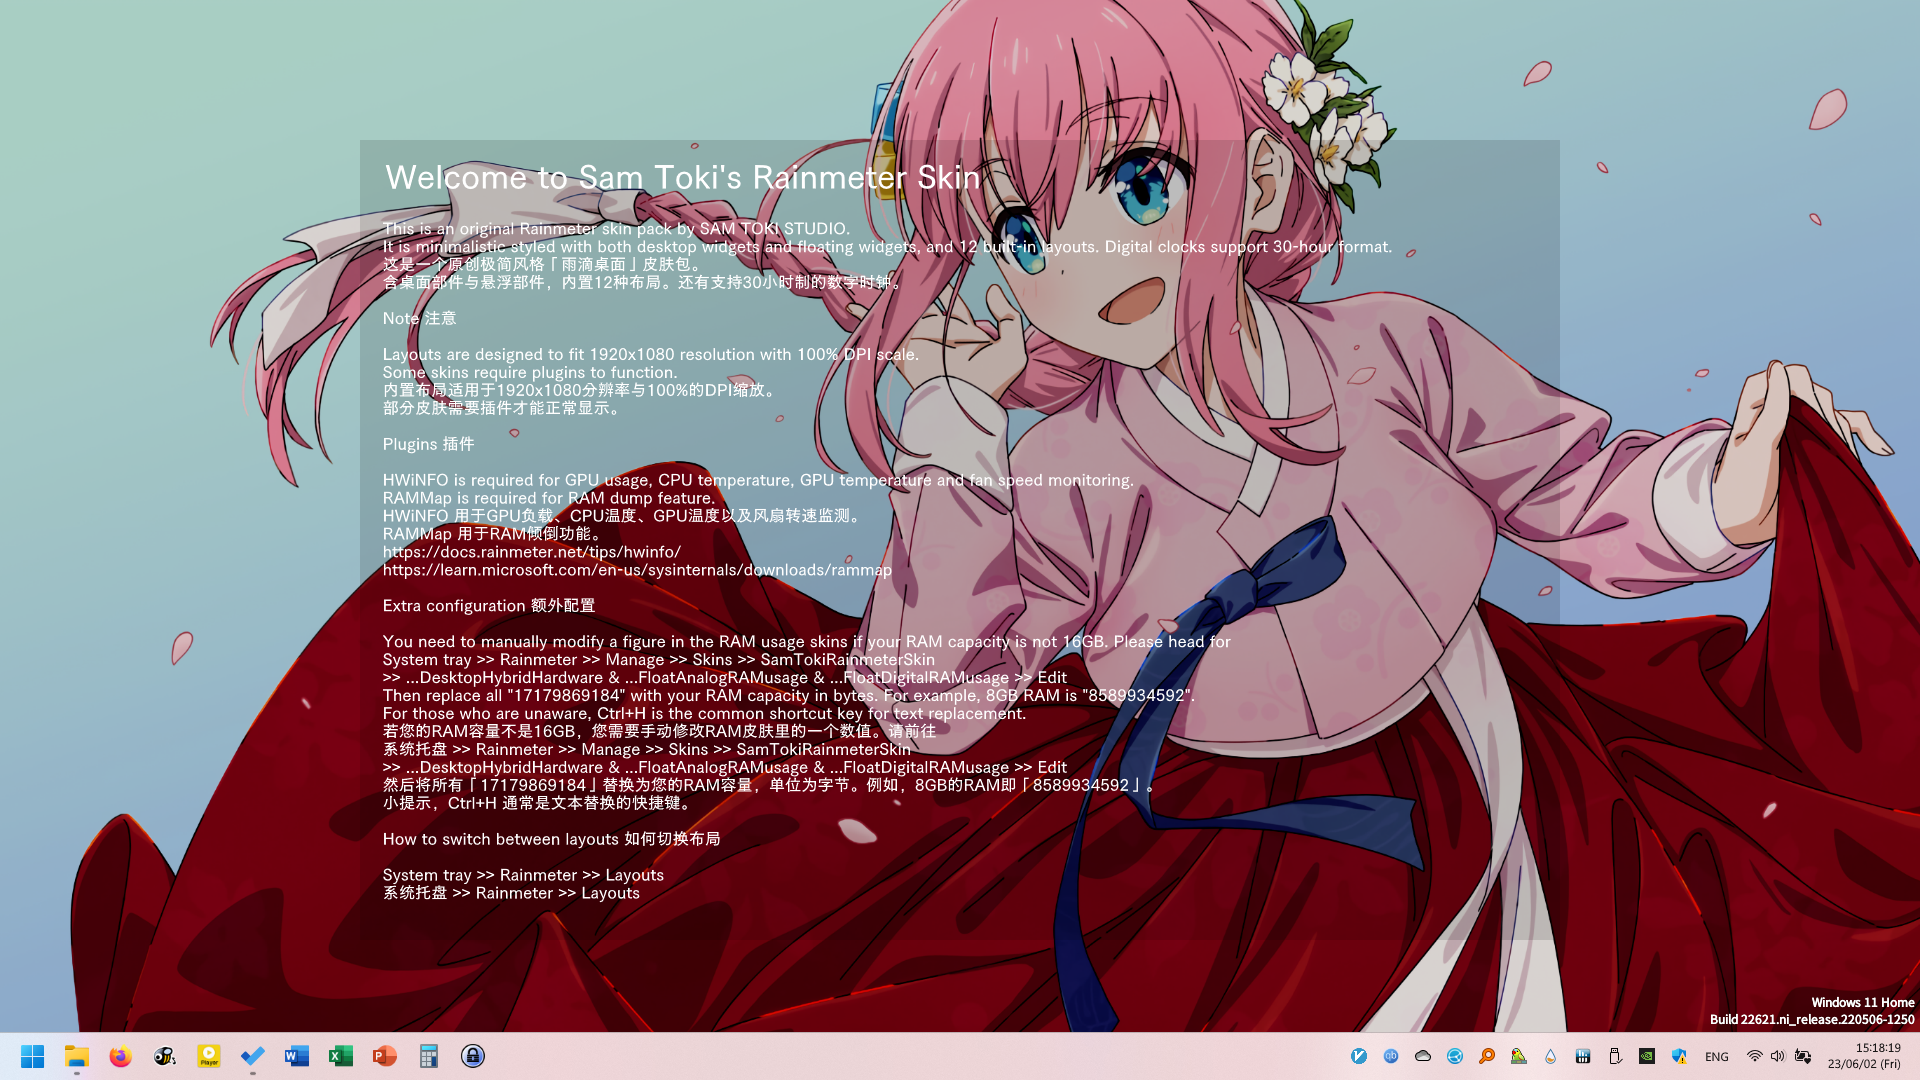 Welcome to Sam Toki's Rainmeter Skin
This is an original Rainmeter skin pack by SAM TOKI STUDIO.
It is minimalistic styled with both desktop widgets and floating widgets, and 12 built-in layouts. Digital clocks support 30-hour format.
这是一个原创极简风格「雨滴桌面」皮肤包。
含桌面部件与悬浮部件，内置12种布局。还有支持30小时制的数字时钟。
Note 注意
Layouts are designed to fit 1920x1080 resolution with 100% DPI scale.
Some skins require plugins to function.
内置布局适用于1920x1080分辨率与100%的DPI缩放。
部分皮肤需要插件才能正常显示。
Plugins 插件
HWiNFO is required for GPU usage, CPU temperature, GPU temperature and fan speed monitoring.
RAMMap is required for RAM dump feature.
HWiNFO 用于GPU负载、CPU温度、GPU温度以及风扇转速监测。
RAMMap 用于RAM倾倒功能。
https://docs.rainmeter.net/tips/hwinfo/
https://learn.microsoft.com/en-us/sysinternals/downloads/rammap
Extra configuration 额外配置
You need to manually modify a figure in the RAM usage skins if your RAM capacity is not 16GB. Please head for
System tray >> Rainmeter >> Manage >> Skins >> SamTokiRainmeterSkin
>> ...DesktopHybridHardware & ...FloatAnalogRAMusage & ...FloatDigitalRAMusage >> Edit
Then replace all "17179869184" with your RAM capacity in bytes. For example, 8GB RAM is "8589934592".
For those who are unaware, Ctrl+H is the common shortcut key for text replacement.
若您的RAM容量不是16GB，您需要手动修改RAM皮肤里的一个数值。请前往
系统托盘 >> Rainmeter >> Manage >> Skins >> SamTokiRainmeterSkin
>> ...DesktopHybridHardware & ...FloatAnalogRAMusage & ...FloatDigitalRAMusage >> Edit
然后将所有「17179869184」替换为您的RAM容量，单位为字节。例如，8GB的RAM即「8589934592」。
小提示，Ctrl+H 通常是文本替换的快捷键。
How to switch between layouts 如何切换布局
System tray >> Rainmeter >> Layouts
系统托盘 >> Rainmeter >> Layouts
Windows 11 Home
Build 22621.ni_release.220506-1250
Player
W
X
P
qb
ENG
15:18:19
23/06/02 (Fri)